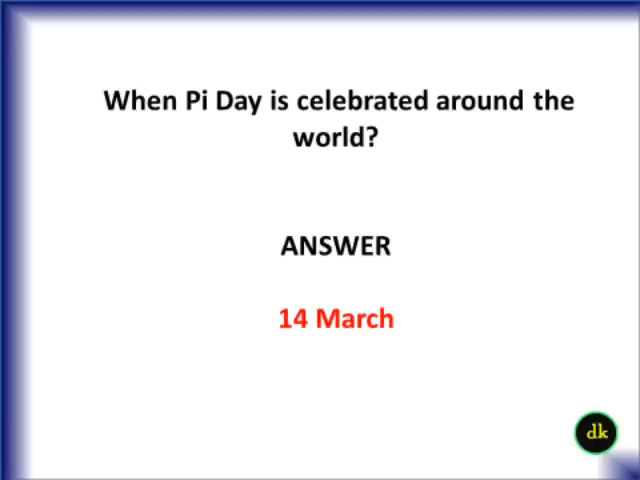 When Pi Day is celebrated around the
world?
ANSWER
14 March
dk